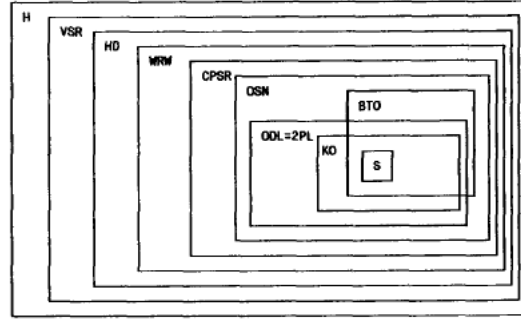 H
VSR
HD
WRW
CPSR
OSN
BTO
ODL=2PL
KO
S